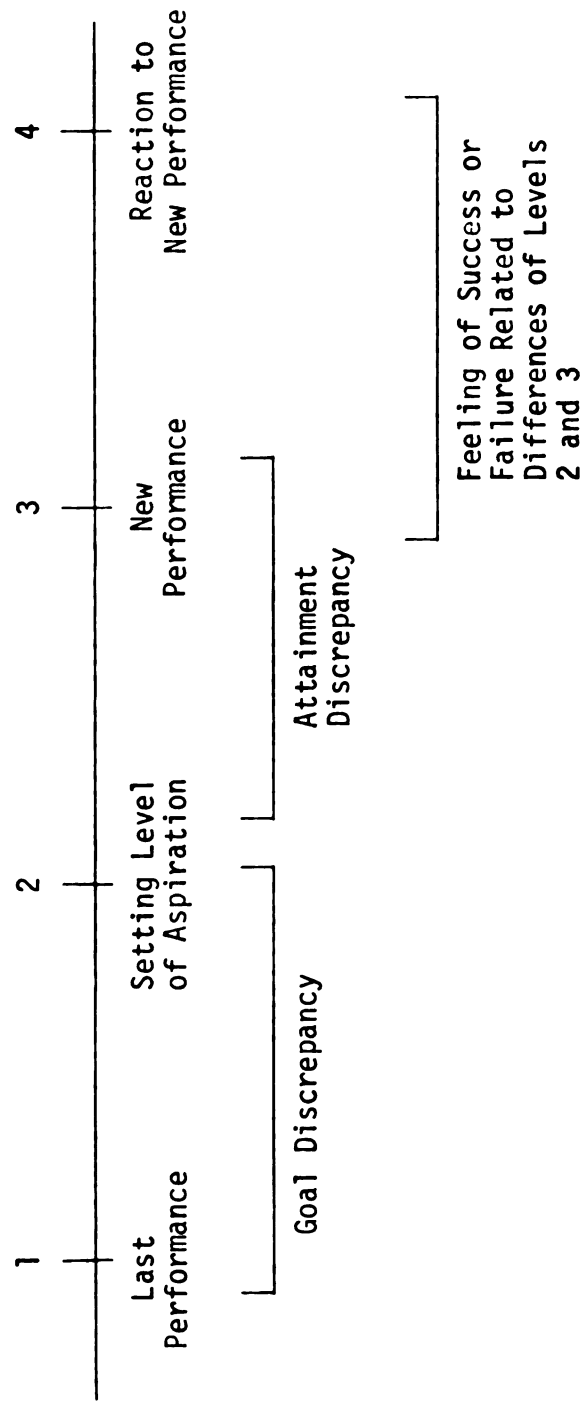 1
2
3
4
Last
Performance
Setting Level
of Aspiration
New
Performance
Reaction to
New Performance
Goal Discrepancy
Attainment
Discrepancy
Feeling of Success or
Failure Related to
Differences of Levels
2 and 3